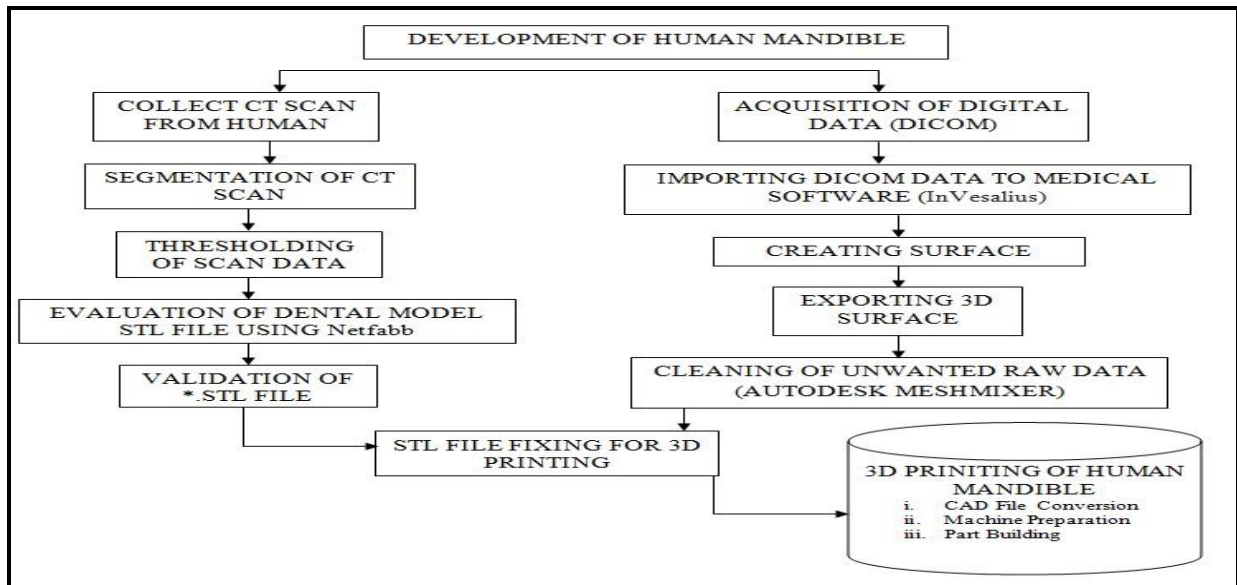 DEVELOPMENT OF HUMAN MANDIBLE
COLLECT CT SCAN
FROM HUMAN
SEGMENTATION OF CT
SCAN
THRESHOLDING
OF SCAN DATA
EVALUATION OF DENTAL MODEL
STL FILE USING Netfabb
VALIDATION OF
*.STL FILE
ACQUISITION OF DIGITAL
DATA (DICOM)
IMPORTING DICOM DATA TO MEDICAL
SOFTWARE (InVesalius)
CREATING SURFACE
EXPORTING 3D
SURFACE
CLEANING OF UNWANTED RAW DATA
(AUTODESK MESHMIXER)
STL FILE FIXING FOR 3D
PRINTING
3D PRINITING OF HUMAN
MANDIBLE
i. CAD File Conversion
ii. Machine Preparation
iii. Part Building